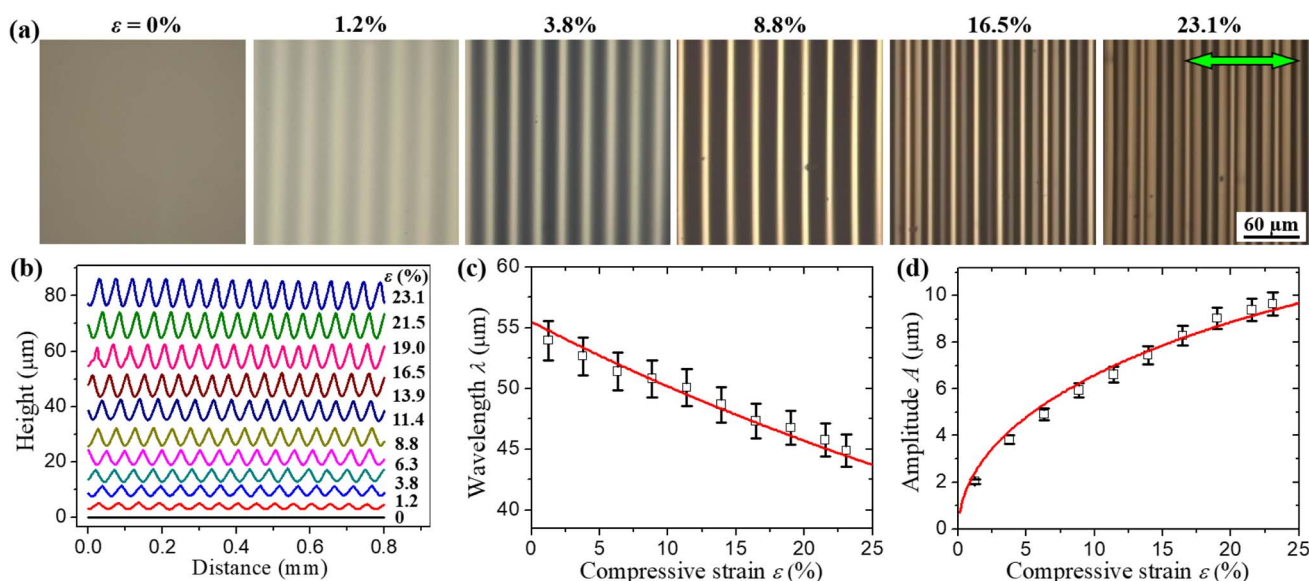 (a)
ε = 0%
1.2%
3.8%
8.8%
16.5%
23.1%
60 μm
(b)
Height (μm)
80
60
40
20
0
ε (%)
23.1
21.5
19.0
16.5
13.9
11.4
8.8
6.3
3.8
1.2
0
0.0 0.2 0.4 0.6 0.8
Distance (mm)
(c)
Wavelength λ (μm)
60
55
50
45
40
0 5 10 15 20 25
Compressive strain ε (%)
(d)
Amplitude A (μm)
10
8
6
4
2
0
0 5 10 15 20 25
Compressive strain ε (%)